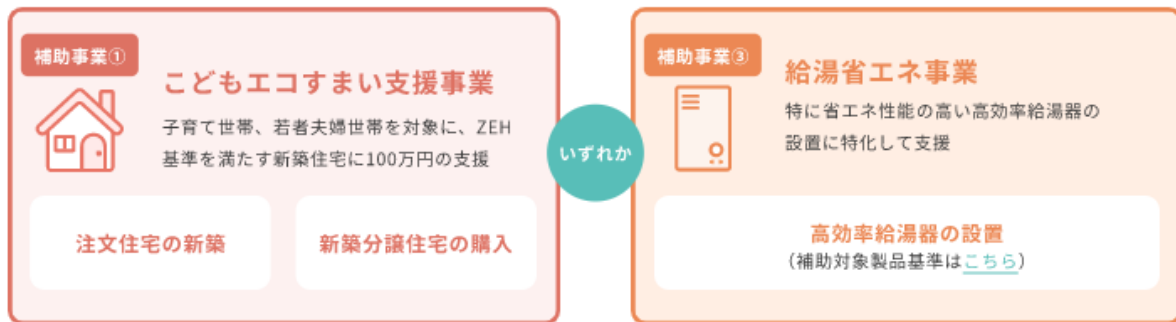 補助事業①
こどもエコすまい支援事業
子育て世帯、若者夫婦世帯を対象に、ZEH
基準を満たす新築住宅に100万円の支援
注文住宅の新築
新築分譲住宅の購入
いずれか
補助事業③
給湯省エネ事業
特に省エネ性能の高い高効率給湯器の
設置に特化して支援
高効率給湯器の設置
（補助対象製品基準はこちら）